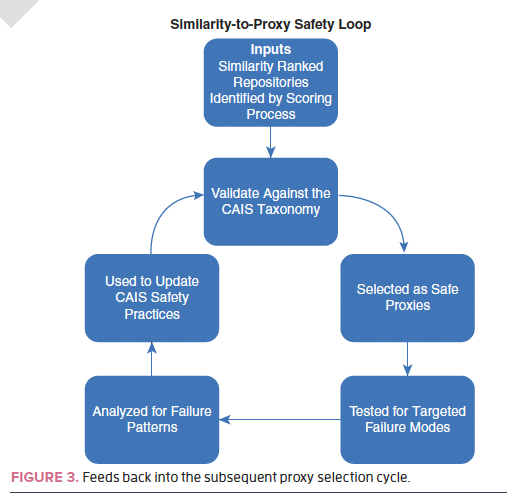 Similarity-to-Proxy Safety Loop
Inputs
Similarity Ranked
Repositories
Identified by Scoring
Process
Validate Against the
CAIS Taxonomy
Used to Update
CAIS Safety
Practices
Selected as Safe
Proxies
Analyzed for Failure
Patterns
Tested for Targeted
Failure Modes
FIGURE 3. Feeds back into the subsequent proxy selection cycle.